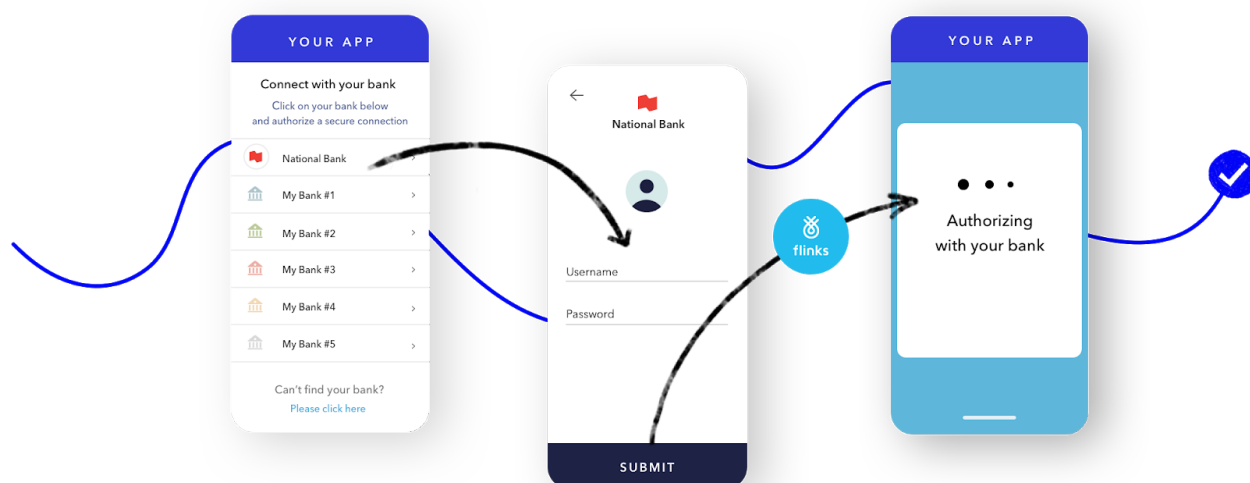 YOUR APP
Connect with your bank
Click on your bank below
and authorize a secure connection
National Bank
My Bank #1
My Bank #2
My Bank #3
My Bank #4
My Bank #5
Can't find your bank?
Please click here
National Bank
Username
Password
SUBMIT
flinks
YOUR APP
Authorizing
with your bank